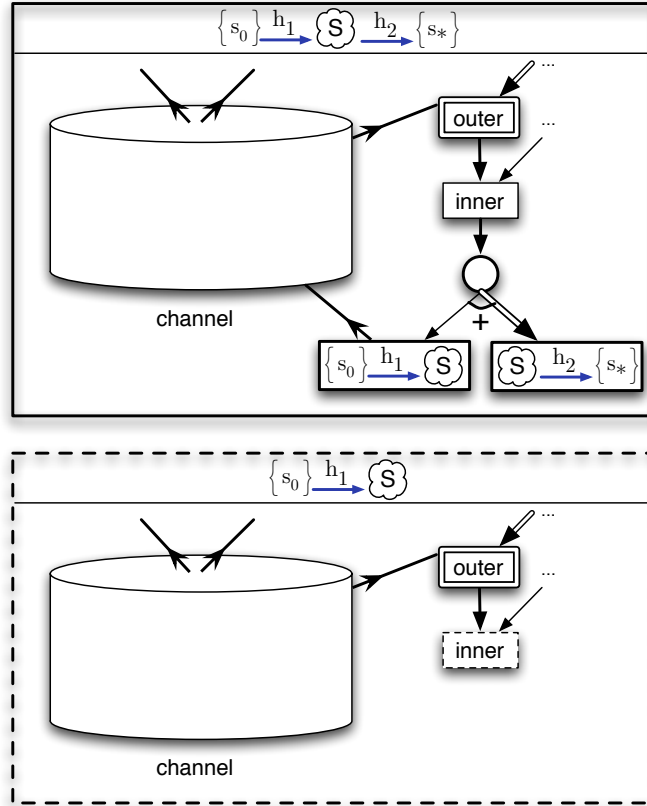 {s₀} h₁ S h₂ {s*}
...
outer
...
inner
channel
+
{s₀} h₁ S
S h₂ {s*}
{s₀} h₁ S
...
outer
...
inner
channel